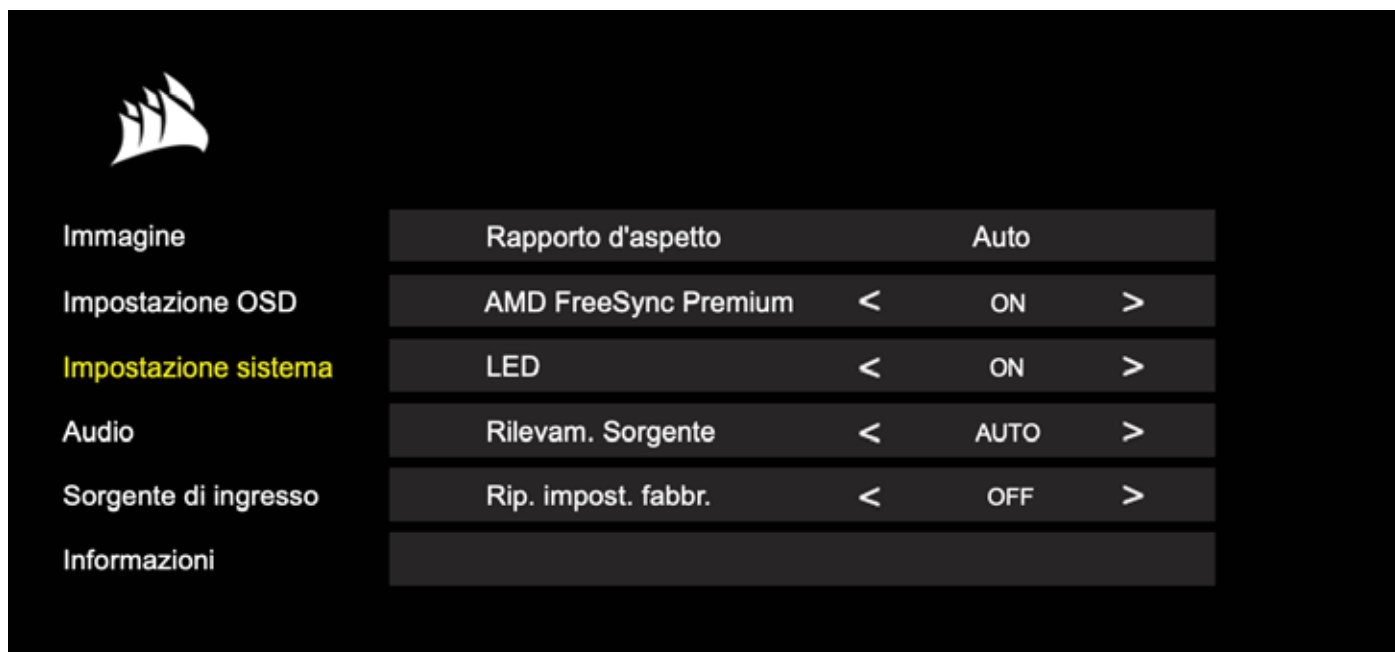 Immagine Rapporto d'aspetto Auto
Impostazione OSD AMD FreeSync Premium < ON >
Impostazione sistema LED < ON >
Audio Rilevam. Sorgente < AUTO >
Sorgente di ingresso Rip. impost. fabbr. < OFF >
Informazioni